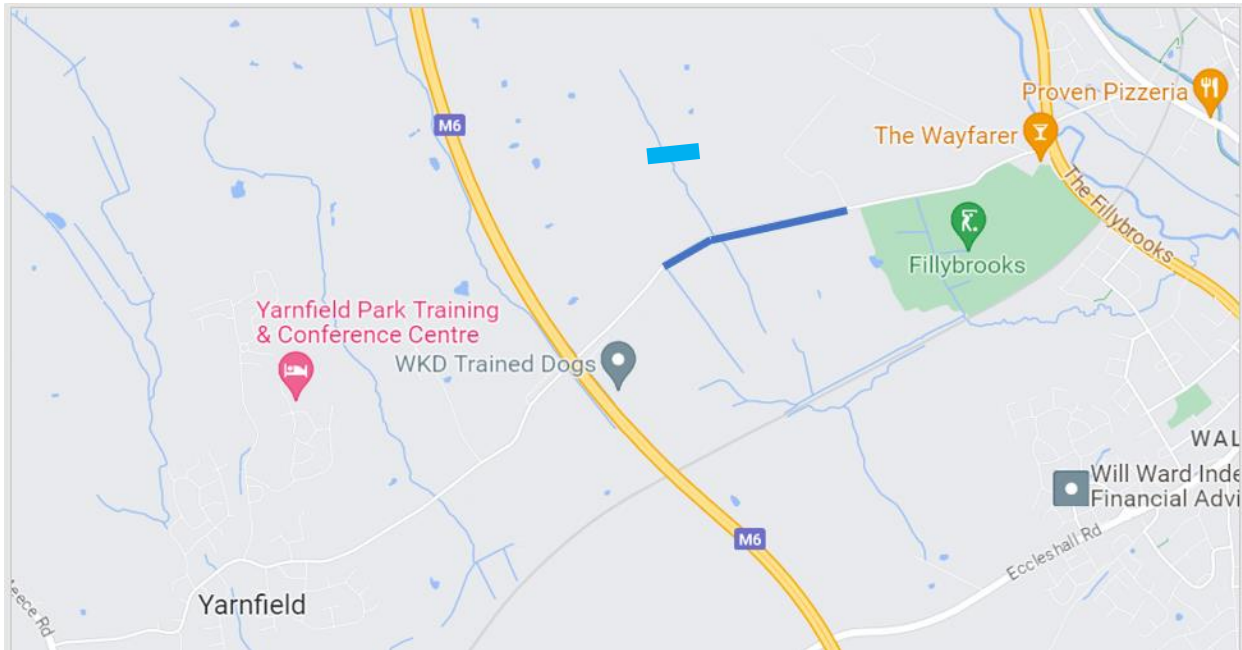 Proven Pizzeria
M6
The Wayfarer
The Fillybrooks
Fillybrooks
Yarnfield Park Training
& Conference Centre
WKD Trained Dogs
WAL
Will Ward Inde
Financial Advi
M6
Eccleshall Rd
Yarnfield
eece Rd